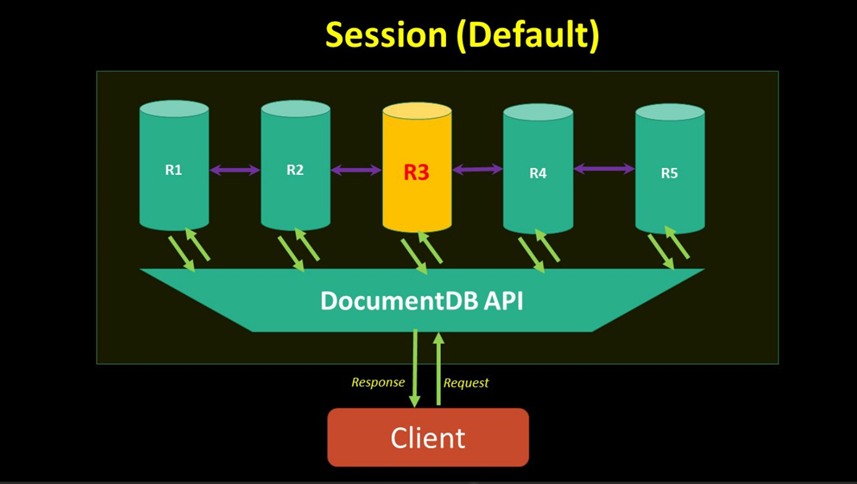 Session (Default)
R1
R2
R3
R4
R5
DocumentDB API
Response
Request
Client